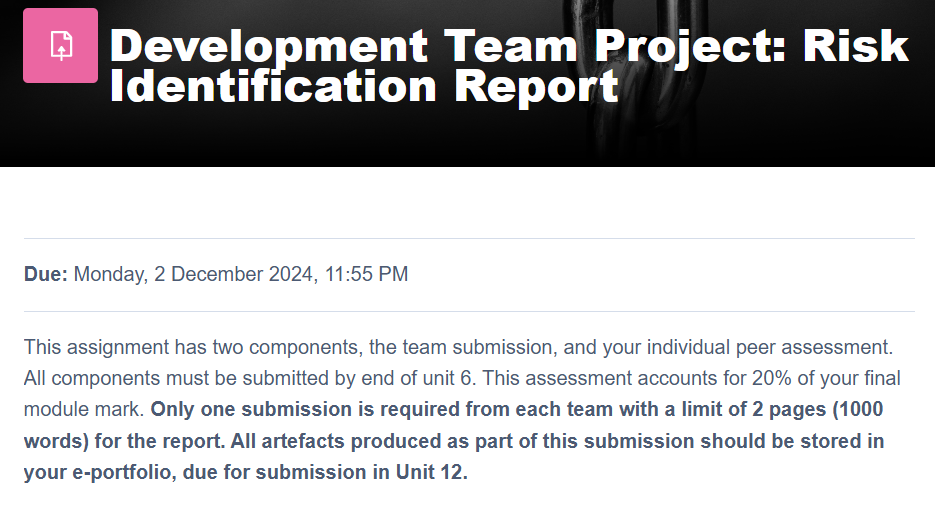 Development Team Project: Risk
Identification Report
Due: Monday, 2 December 2024, 11:55 PM
This assignment has two components, the team submission, and your individual peer assessment.
All components must be submitted by end of unit 6. This assessment accounts for 20% of your final
module mark. Only one submission is required from each team with a limit of 2 pages (1000
words) for the report. All artefacts produced as part of this submission should be stored in
your e-portfolio, due for submission in Unit 12.